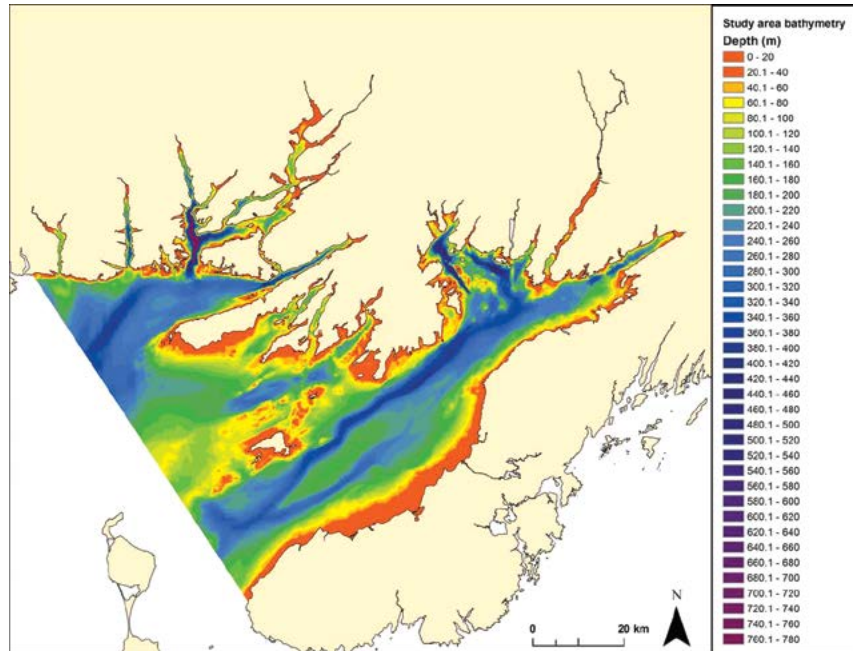 Study area bathymetry
Depth (m)
0 - 20
20.1 - 40
40.1 - 60
60.1 - 80
80.1 - 100
100.1 - 120
120.1 - 140
140.1 - 160
160.1 - 180
180.1 - 200
200.1 - 220
220.1 - 240
240.1 - 260
260.1 - 280
280.1 - 300
300.1 - 320
320.1 - 340
340.1 - 360
360.1 - 380
380.1 - 400
400.1 - 420
420.1 - 440
440.1 - 460
460.1 - 480
480.1 - 500
500.1 - 520
520.1 - 540
540.1 - 560
560.1 - 580
580.1 - 600
600.1 - 620
620.1 - 640
640.1 - 660
660.1 - 680
680.1 - 700
700.1 - 720
720.1 - 740
740.1 - 760
760.1 - 780
N
0 20 km